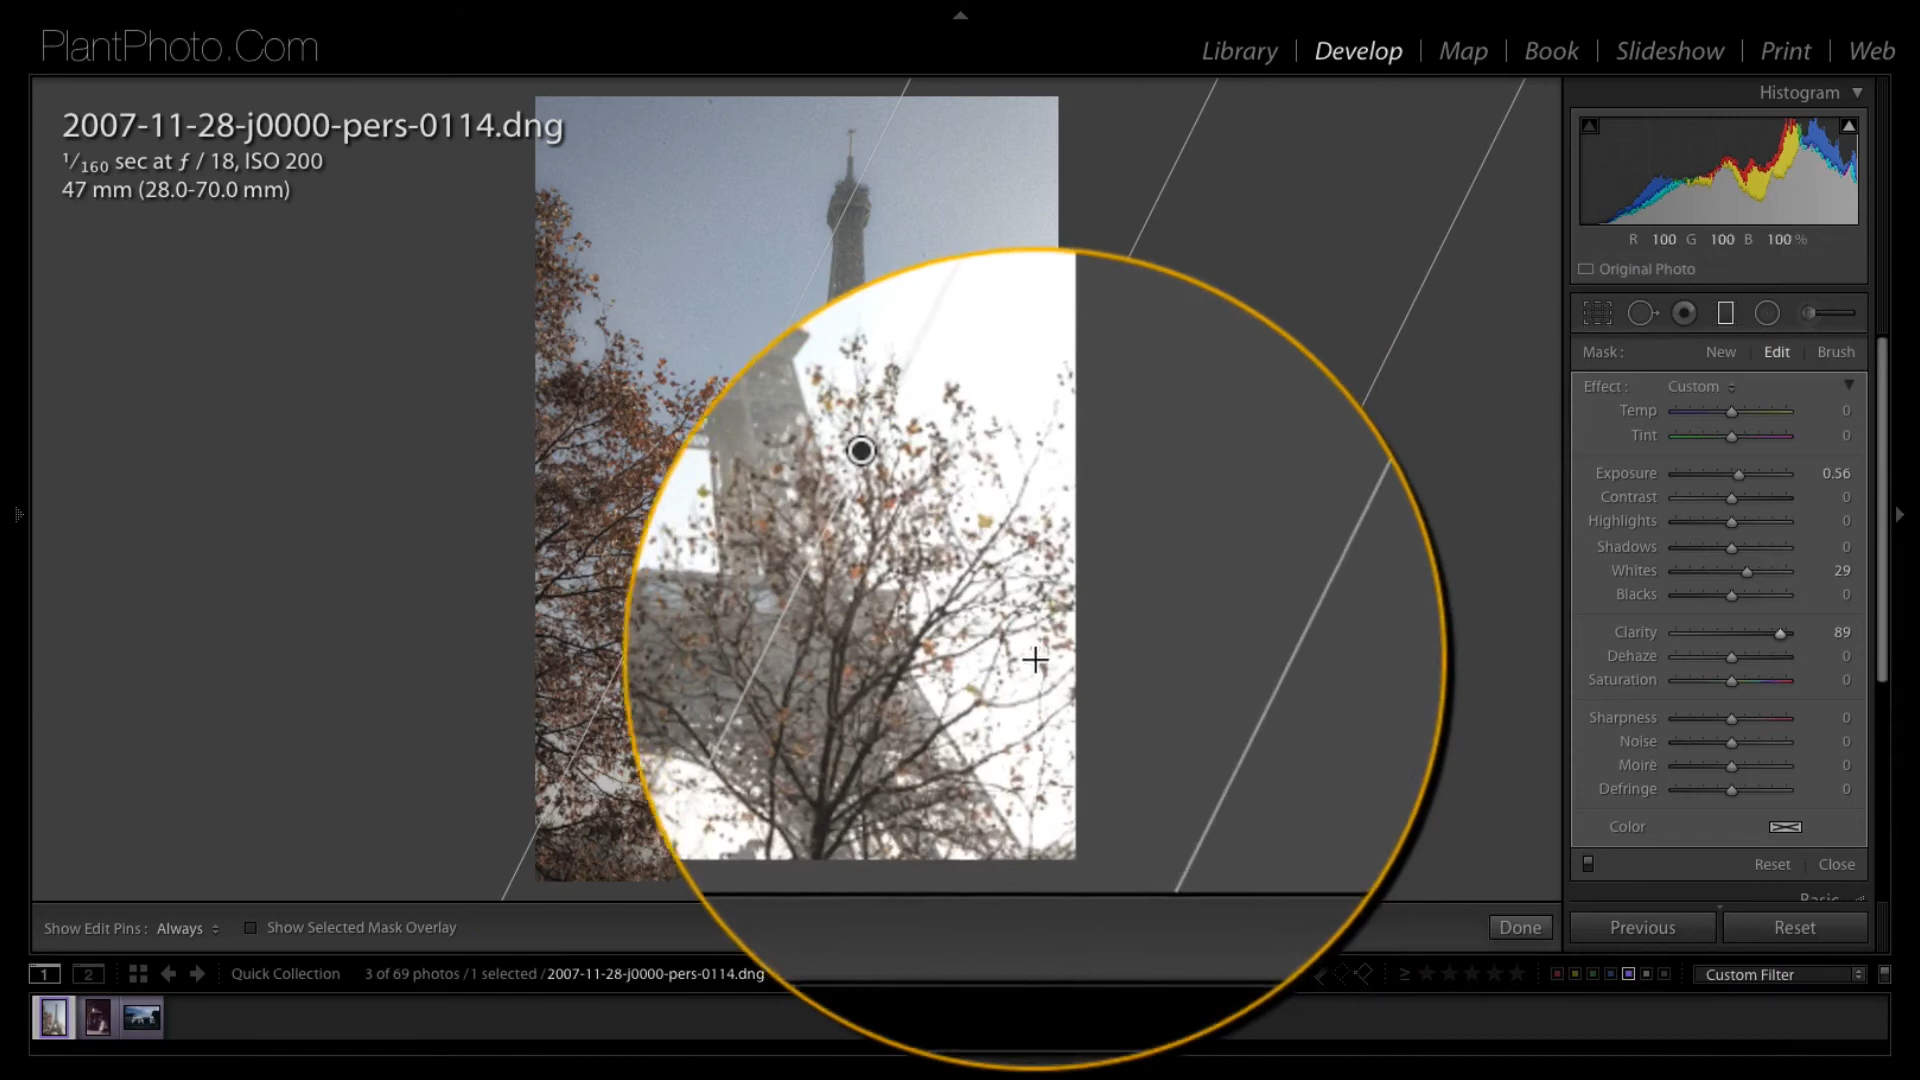 PlantPhoto.Com
Library | Develop | Map | Book | Slideshow | Print | Web
2007-11-28-j0000-pers-0114.dng
1/160 sec at ƒ / 18, ISO 200
47 mm (28.0-70.0 mm)
Histogram
R 100 G 100 B 100 %
Original Photo
Mask : New Edit Brush
Effect : Custom
Temp 0
Tint 0
Exposure 0.56
Contrast 0
Highlights 0
Shadows 0
Whites 29
Blacks 0
Clarity 89
Dehaze 0
Saturation 0
Sharpness 0
Noise 0
Moiré 0
Defringe 0
Color
Reset Close
Basic
Show Edit Pins : Always Show Selected Mask Overlay Done Previous Reset
1 2 Quick Collection 3 of 69 photos /1 selected /2007-11-28-j0000-pers-0114.dng ≥ Custom Filter